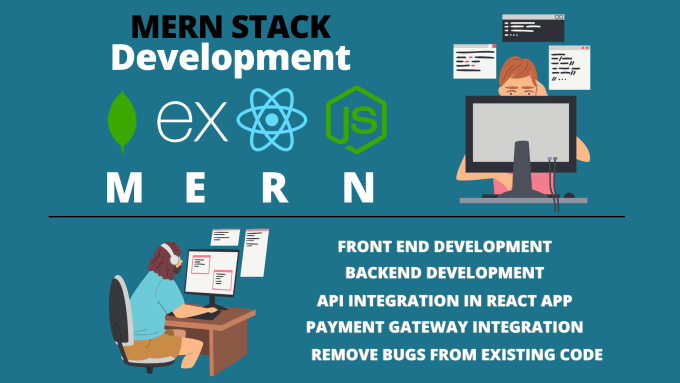 MERN STACK
Development
ex
JS
M E R N
FRONT END DEVELOPMENT
BACKEND DEVELOPMENT
API INTEGRATION IN REACT APP
PAYMENT GATEWAY INTEGRATION
REMOVE BUGS FROM EXISTING CODE